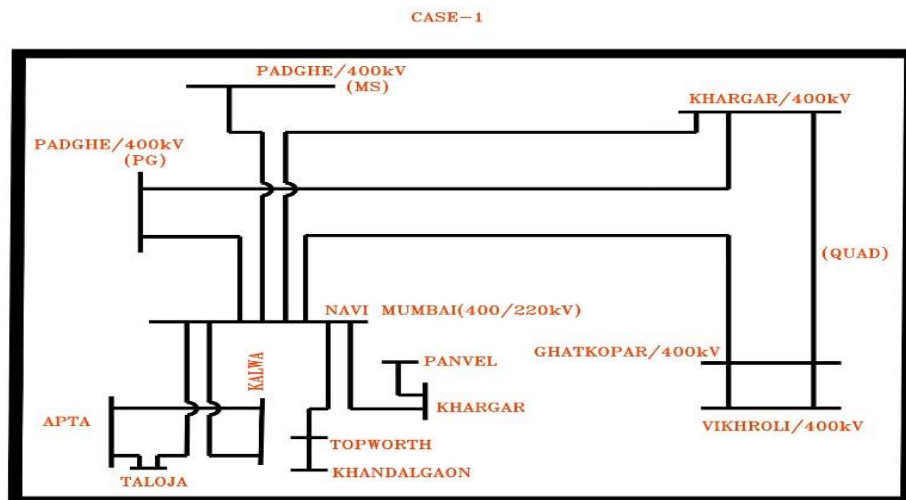 CASE-1
PADGHE/400kV
(MS)
KHARGAR/400kV
PADGHE/400kV
(PG)
(QUAD)
NAVI MUMBAI(400/220kV)
GHATKOPAR/400kV
KALWA
PANVEL
KHARGAR
APTA
VIKHROLI/400kV
TOPWORTH
KHANDALGAON
TALOJA